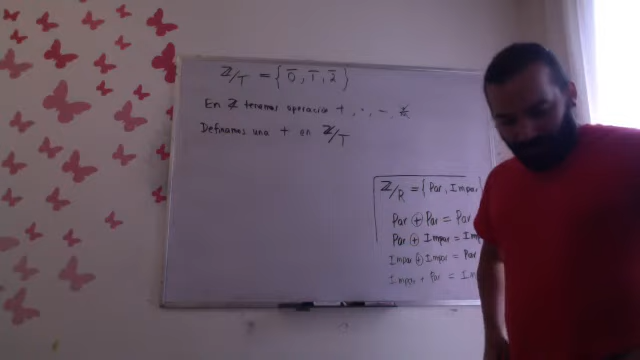 ℤ/T = { 0̅, 1̅, 2̅ }
En ℤ tenemos operación +, ·, -,
Definamos una + en ℤ/T
ℤ/R = { Par, Impar
Par ⊕ Par = Par
Par ⊕ Impar = Im
Impar ⊕ Impar = Par
Impar + Par = Im